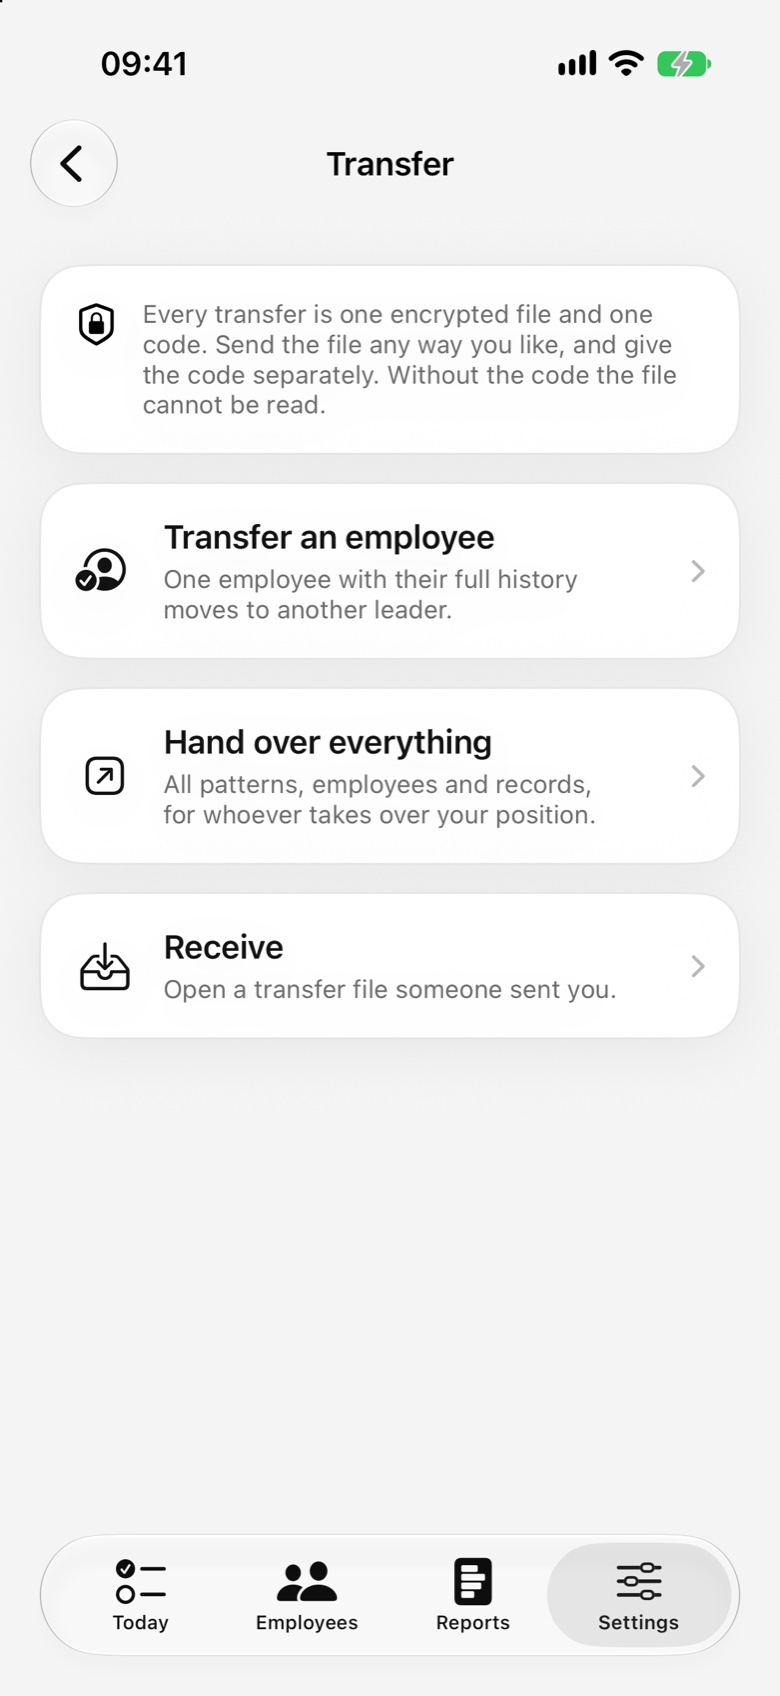 09:41
Transfer
Every transfer is one encrypted file and one
code. Send the file any way you like, and give
the code separately. Without the code the file
cannot be read.
Transfer an employee
One employee with their full history
moves to another leader.
Hand over everything
All patterns, employees and records,
for whoever takes over your position.
Receive
Open a transfer file someone sent you.
Today
Employees
Reports
Settings